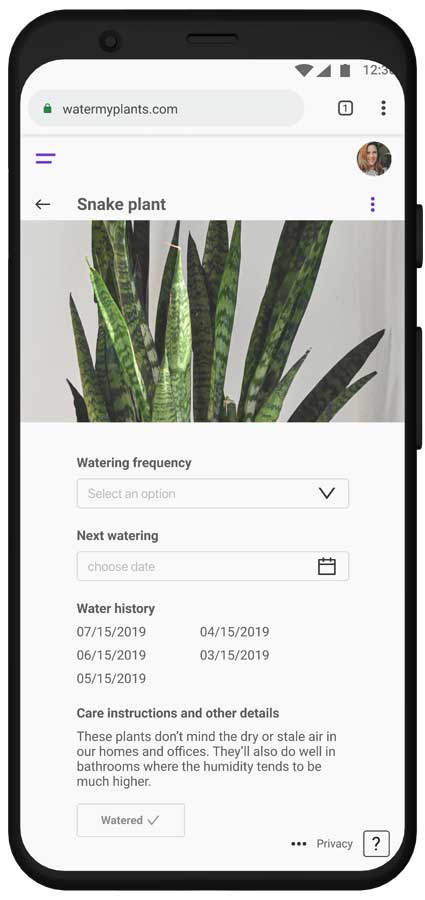 12:30
watermyplants.com
1
Snake plant
Watering frequency
Select an option
Next watering
choose date
Water history
07/15/2019 04/15/2019
06/15/2019 03/15/2019
05/15/2019
Care instructions and other details
These plants don’t mind the dry or stale air in
our homes and offices. They’ll also do well in
bathrooms where the humidity tends to be
much higher.
Watered
Privacy
?